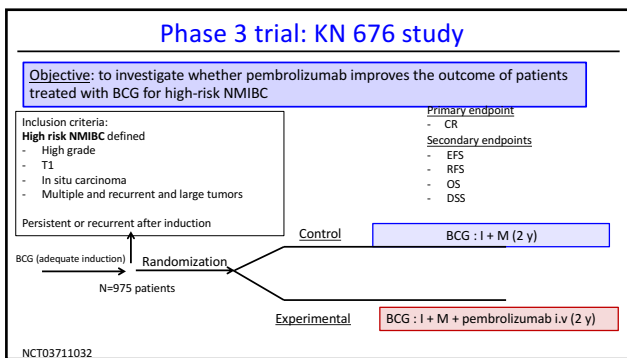 Phase 3 trial: KN 676 study
Objective: to investigate whether pembrolizumab improves the outcome of patients
treated with BCG for high-risk NMIBC
Inclusion criteria:
High risk NMIBC defined
- High grade
- T1
- In situ carcinoma
- Multiple and recurrent and large tumors
Persistent or recurrent after induction
Primary endpoint
- CR
Secondary endpoints
- EFS
- RFS
- OS
- DSS
BCG (adequate induction)
Randomization
N=975 patients
Control
BCG : I + M (2 y)
Experimental
BCG : I + M + pembrolizumab i.v (2 y)
NCT03711032